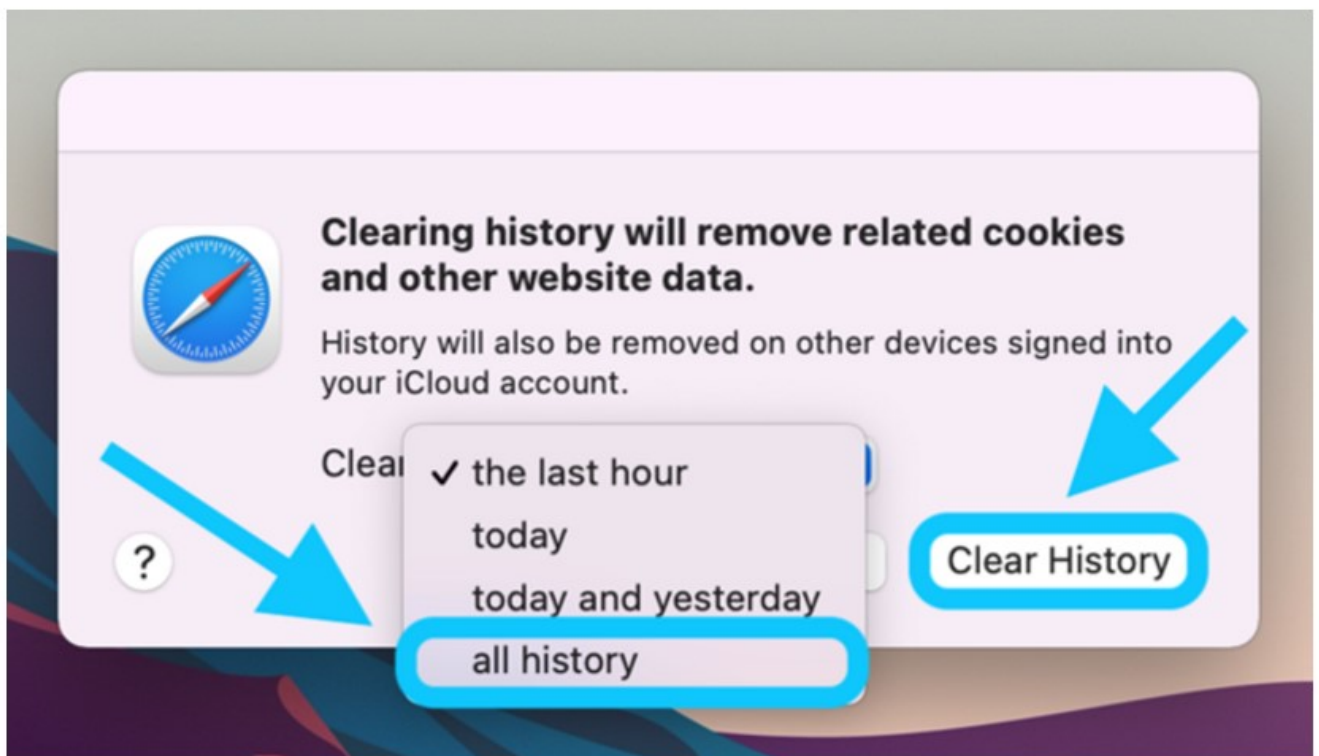 Clearing history will remove related cookies
and other website data.
History will also be removed on other devices signed into
your iCloud account.
Clear
✓ the last hour
today
today and yesterday
all history
?
Clear History